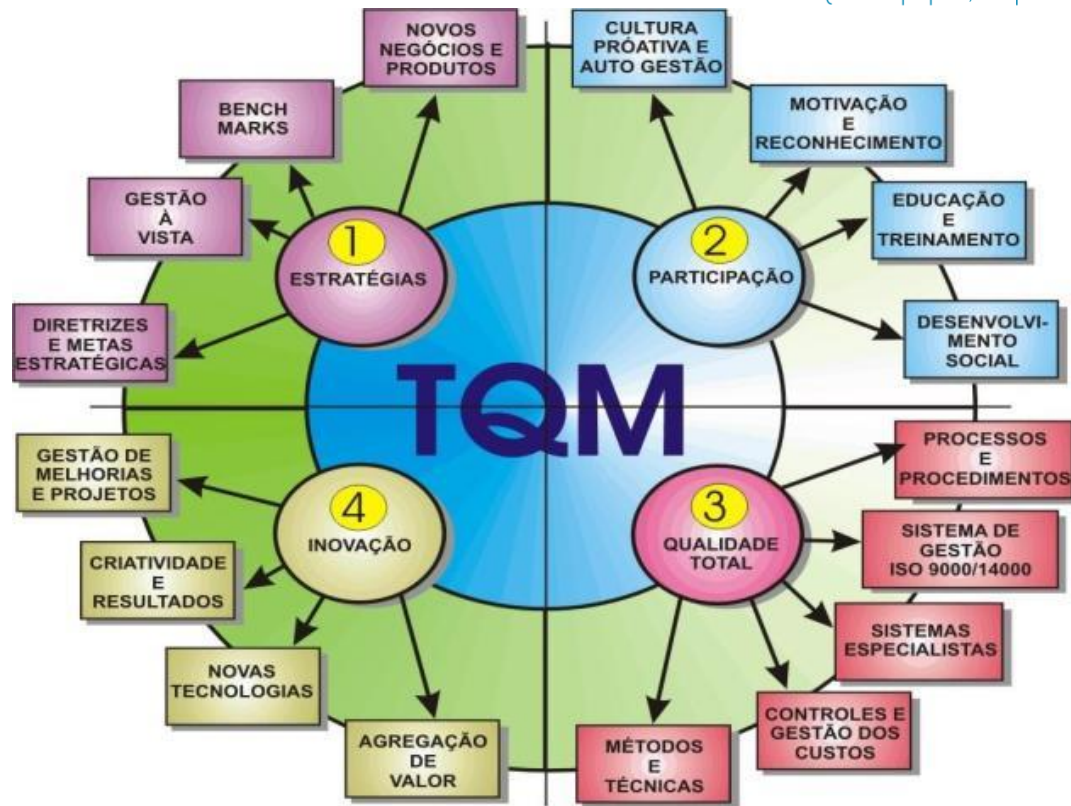 NOVOS
NEGÓCIOS E
PRODUTOS
BENCH
MARKS
GESTÃO
À
VISTA
DIRETRIZES
E METAS
ESTRATÉGICAS
1
ESTRATÉGIAS
CULTURA
PRÓATIVA E
AUTO GESTÃO
MOTIVAÇÃO
E
RECONHECIMENTO
EDUCAÇÃO
E
TREINAMENTO
DESENVOLVI-
MENTO
SOCIAL
2
PARTICIPAÇÃO
TQM
PROCESSOS
E
PROCEDIMENTOS
SISTEMA DE
GESTÃO
ISO 9000/14000
SISTEMAS
ESPECIALISTAS
CONTROLES E
GESTÃO DOS
CUSTOS
MÉTODOS
E
TÉCNICAS
3
QUALIDADE
TOTAL
GESTÃO DE
MELHORIAS
E PROJETOS
CRIATIVIDADE
E
RESULTADOS
NOVAS
TECNOLOGIAS
AGREGAÇÃO
DE
VALOR
4
INOVAÇÃO